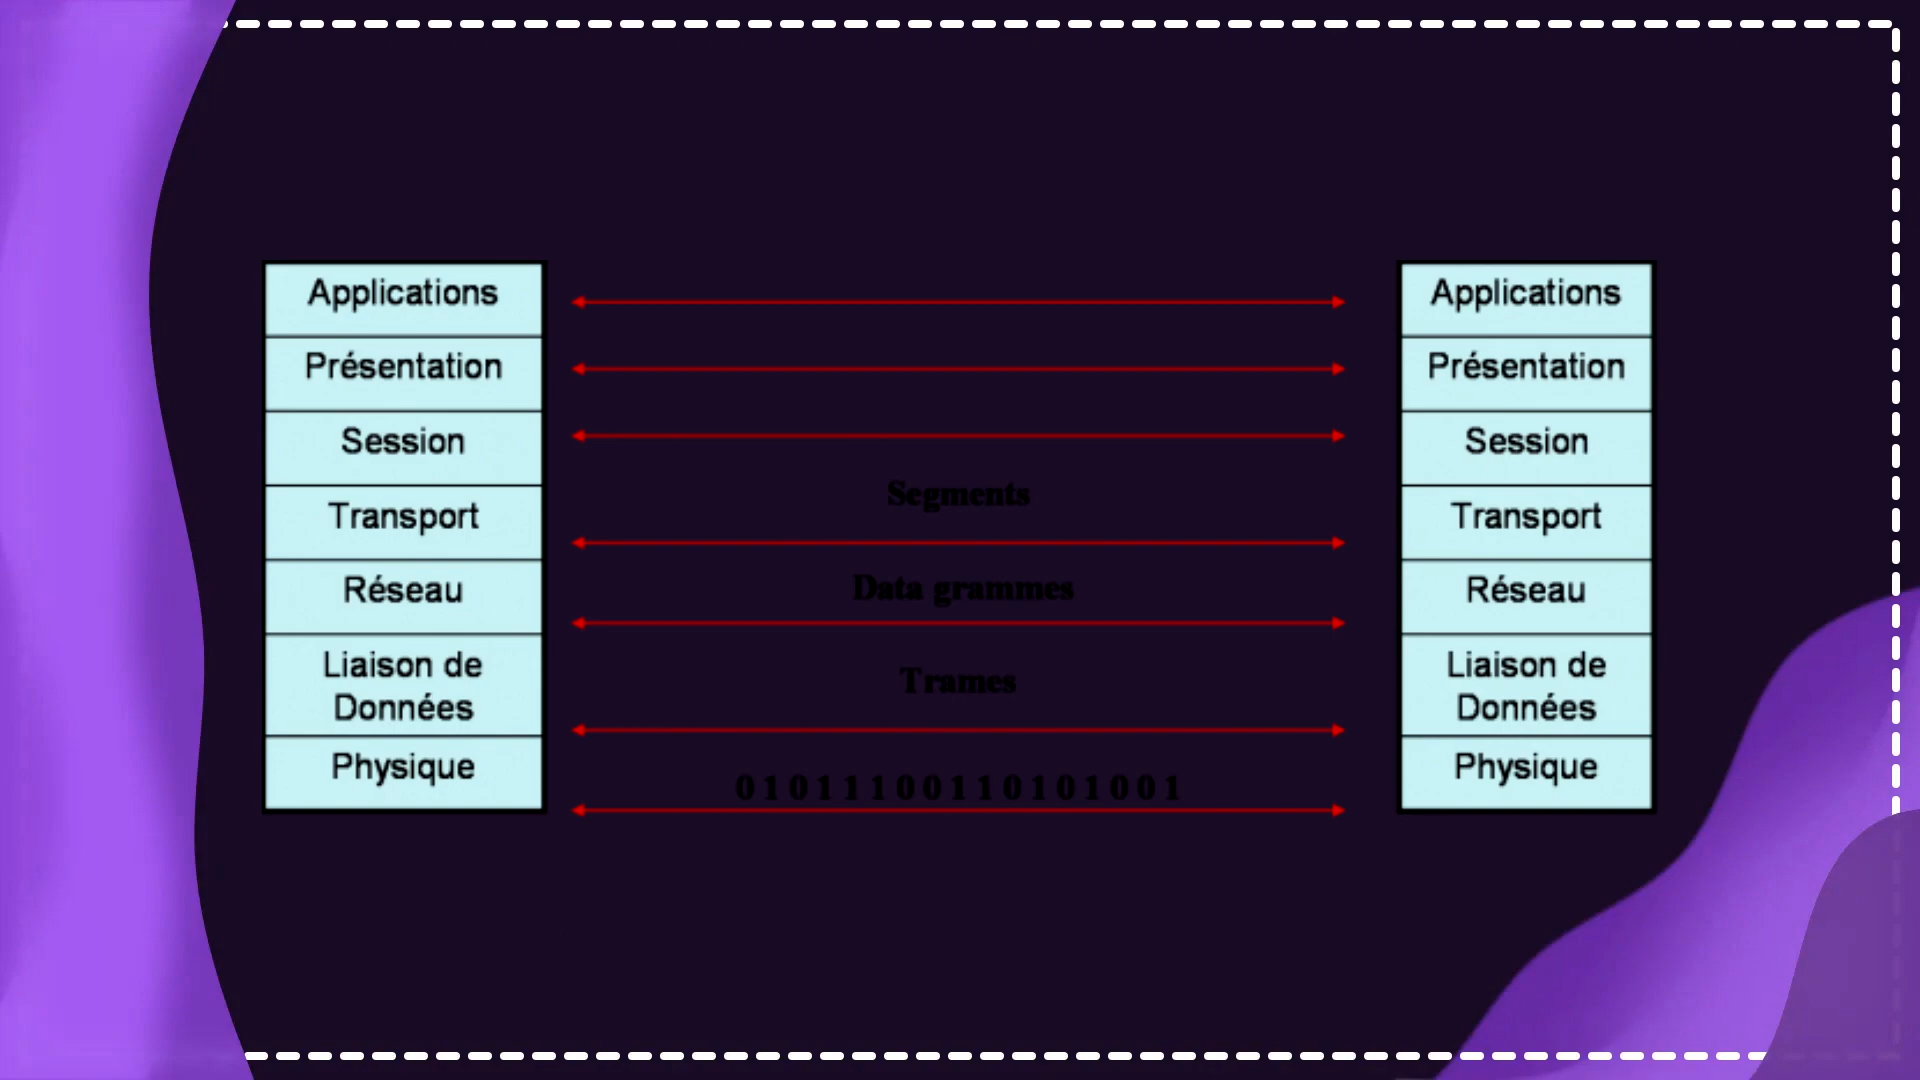 Applications
Présentation
Session
Transport
Réseau
Liaison de
Données
Physique
Segments
Data grammes
Trames
0 1 0 1 1 1 0 0 1 1 0 1 0 1 0 0 1
Applications
Présentation
Session
Transport
Réseau
Liaison de
Données
Physique